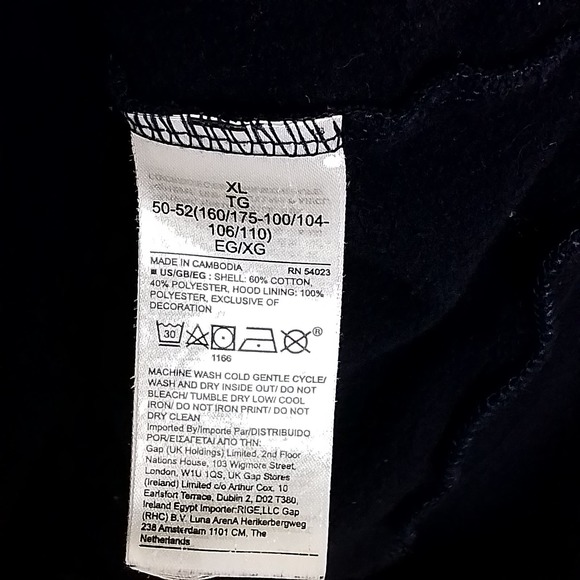 XL
TG
50-52(160/175-100/104-
106/110)
EG/XG
MADE IN CAMBODIA RN 54023
■ US/GB/EG : SHELL: 60% COTTON,
40% POLYESTER, HOOD LINING: 100%
POLYESTER, EXCLUSIVE OF
DECORATION
30 ®
1166
MACHINE WASH COLD GENTLE CYCLE/
WASH AND DRY INSIDE OUT/ DO NOT
BLEACH/ TUMBLE DRY LOW/ COOL
IRON/ DO NOT IRON PRINT/ DO NOT
DRY CLEAN
Imported By/Importe Par/DISTRIBUIDO
POR/ΕΙΣΑΓΕΤΑΙ ΑΠΟ ΤΗΝ:
Gap (UK Holdings) Limited, 2nd Floor
Nations House, 103 Wigmore Street,
London, W1U 1QS, UK Gap Stores
(Ireland) Limited c/o Arthur Cox, 10
Earlsfort Terrace, Dublin 2, D02 T380,
Ireland Egypt Importer:RIGE,LLC Gap
(RHC) B.V. Luna ArenA Herikerbergweg
238 Amsterdam 1101 CM, The
Netherlands